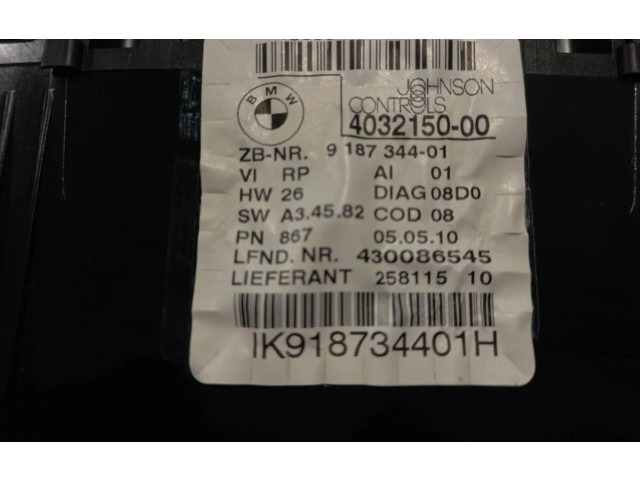 BMW
JOHNSON
CONTROLS
4032150-00
ZB-NR. 9 187 344-01
VI RP AI 01
HW 26 DIAG 08D0
SW A3.45.82 COD 08
PN 867 05.05.10
LFND. NR. 430086545
LIEFERANT 258115 10
IK918734401H